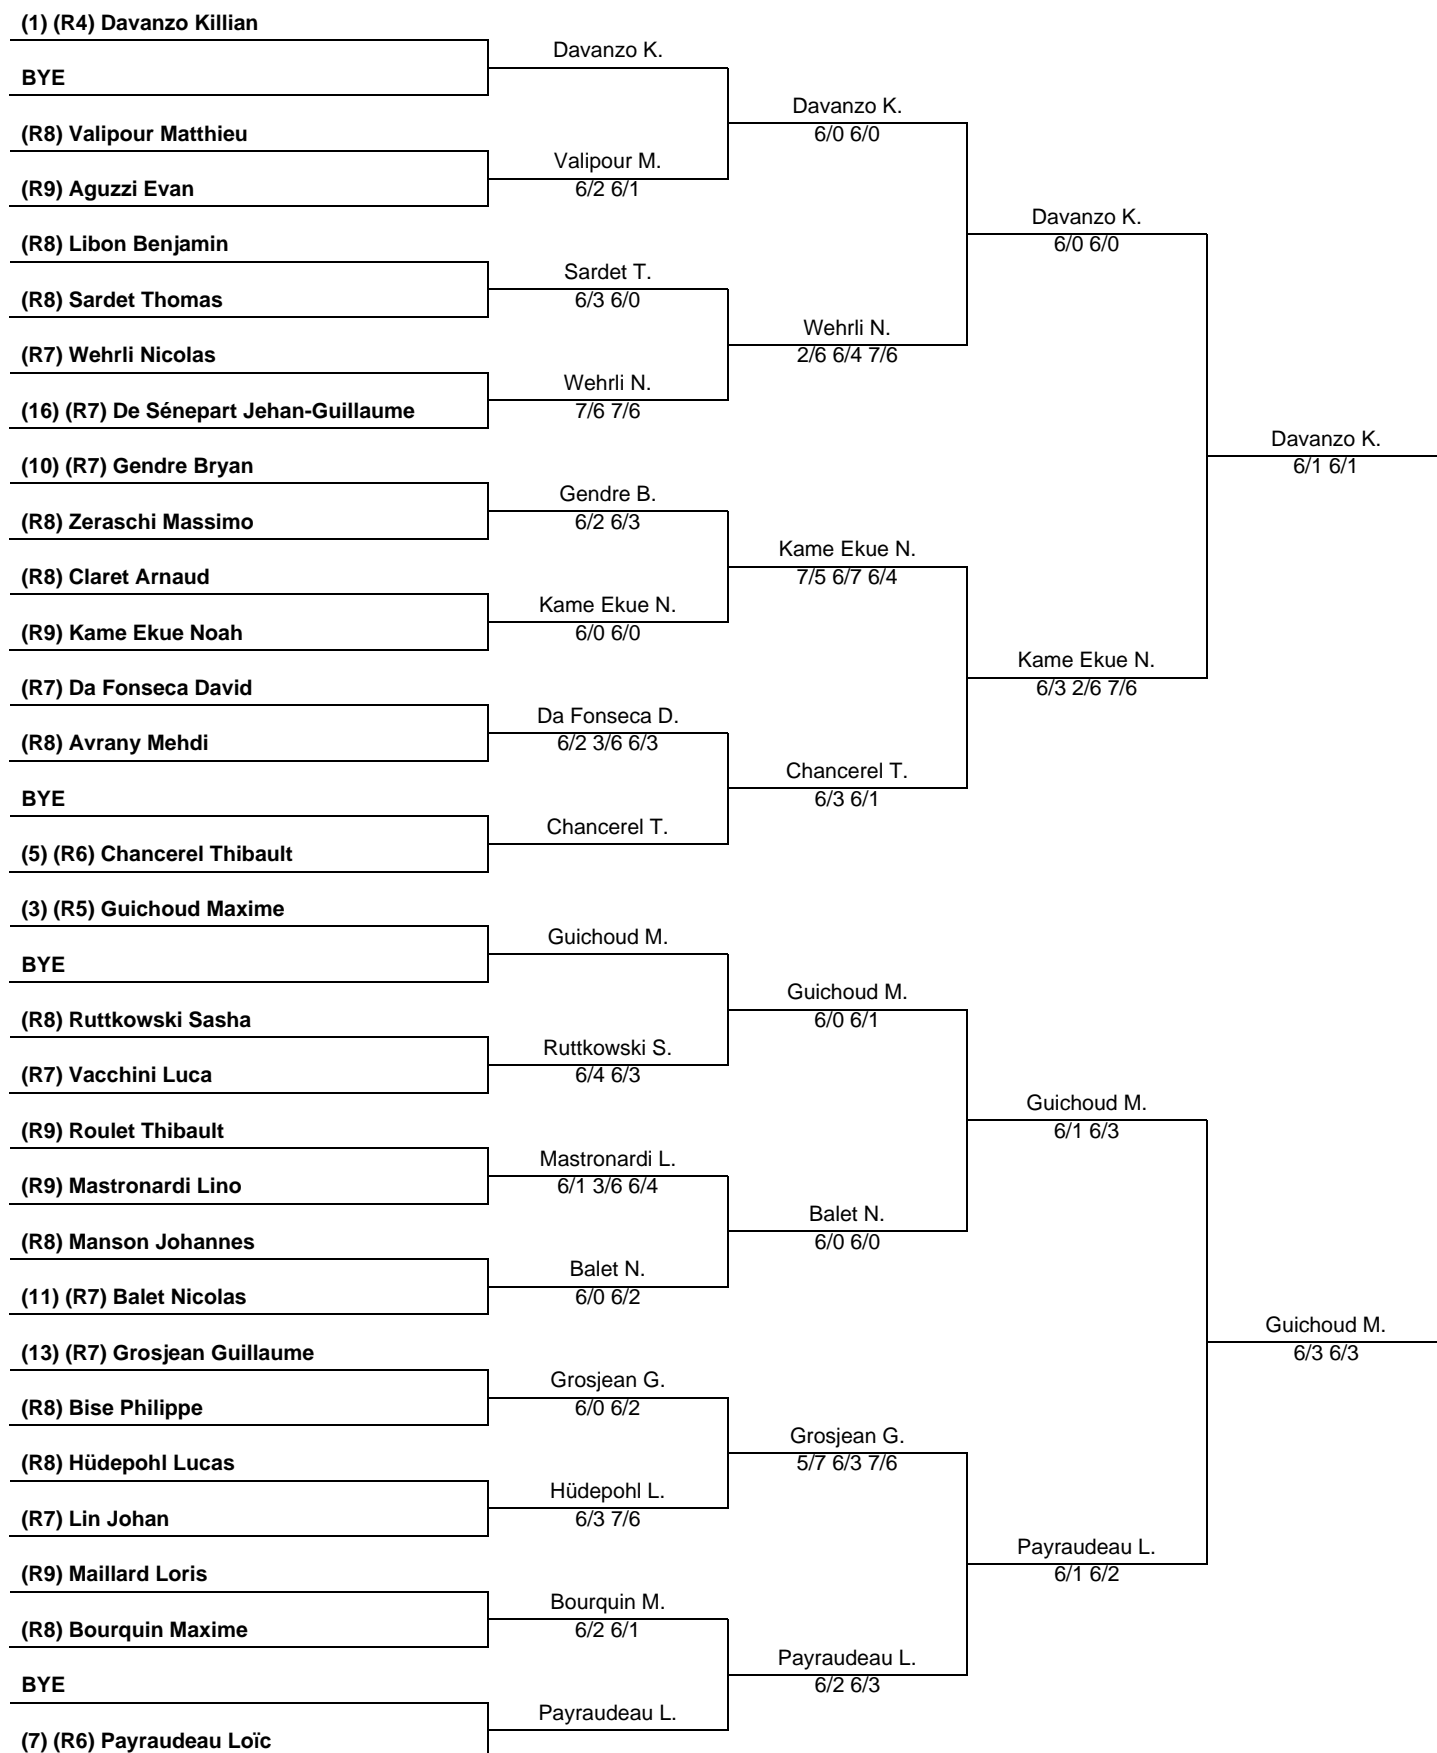 (1) (R4) Davanzo Killian
BYE
(R8) Valipour Matthieu
(R9) Aguzzi Evan
(R8) Libon Benjamin
(R8) Sardet Thomas
(R7) Wehrli Nicolas
(16) (R7) De Sénepart Jehan-Guillaume
(10) (R7) Gendre Bryan
(R8) Zeraschi Massimo
(R8) Claret Arnaud
(R9) Kame Ekue Noah
(R7) Da Fonseca David
(R8) Avrany Mehdi
BYE
(5) (R6) Chancerel Thibault
(3) (R5) Guichoud Maxime
BYE
(R8) Ruttkowski Sasha
(R7) Vacchini Luca
(R9) Roulet Thibault
(R9) Mastronardi Lino
(R8) Manson Johannes
(11) (R7) Balet Nicolas
(13) (R7) Grosjean Guillaume
(R8) Bise Philippe
(R8) Hüdepohl Lucas
(R7) Lin Johan
(R9) Maillard Loris
(R8) Bourquin Maxime
BYE
(7) (R6) Payraudeau Loïc
Davanzo K.
Valipour M.
6/2 6/1
Sardet T.
6/3 6/0
Wehrli N.
7/6 7/6
Gendre B.
6/2 6/3
Kame Ekue N.
6/0 6/0
Da Fonseca D.
6/2 3/6 6/3
Chancerel T.
Guichoud M.
Ruttkowski S.
6/4 6/3
Mastronardi L.
6/1 3/6 6/4
Balet N.
6/0 6/2
Grosjean G.
6/0 6/2
Hüdepohl L.
6/3 7/6
Bourquin M.
6/2 6/1
Payraudeau L.
Davanzo K.
6/0 6/0
Wehrli N.
2/6 6/4 7/6
Kame Ekue N.
7/5 6/7 6/4
Chancerel T.
6/3 6/1
Guichoud M.
6/0 6/1
Balet N.
6/0 6/0
Grosjean G.
5/7 6/3 7/6
Payraudeau L.
6/2 6/3
Davanzo K.
6/0 6/0
Kame Ekue N.
6/3 2/6 7/6
Guichoud M.
6/1 6/3
Payraudeau L.
6/1 6/2
Davanzo K.
6/1 6/1
Guichoud M.
6/3 6/3